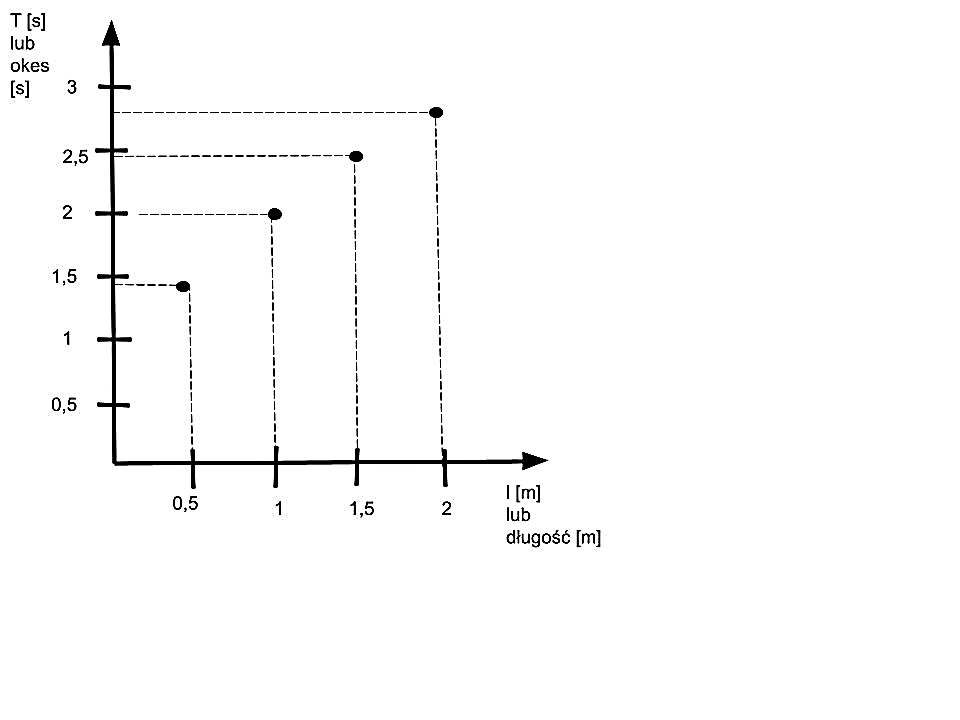 T [s]
lub
okes
[s]
3
2,5
2
1,5
1
0,5
0,5
1
1,5
2
l [m]
lub
długość [m]